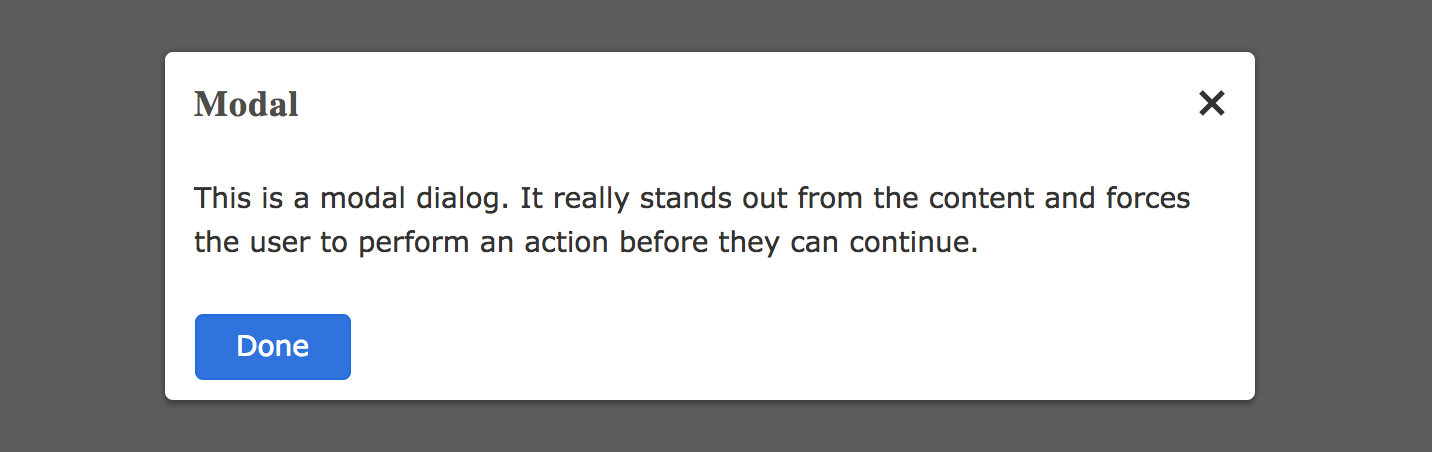 Modal
This is a modal dialog. It really stands out from the content and forces
the user to perform an action before they can continue.
Done